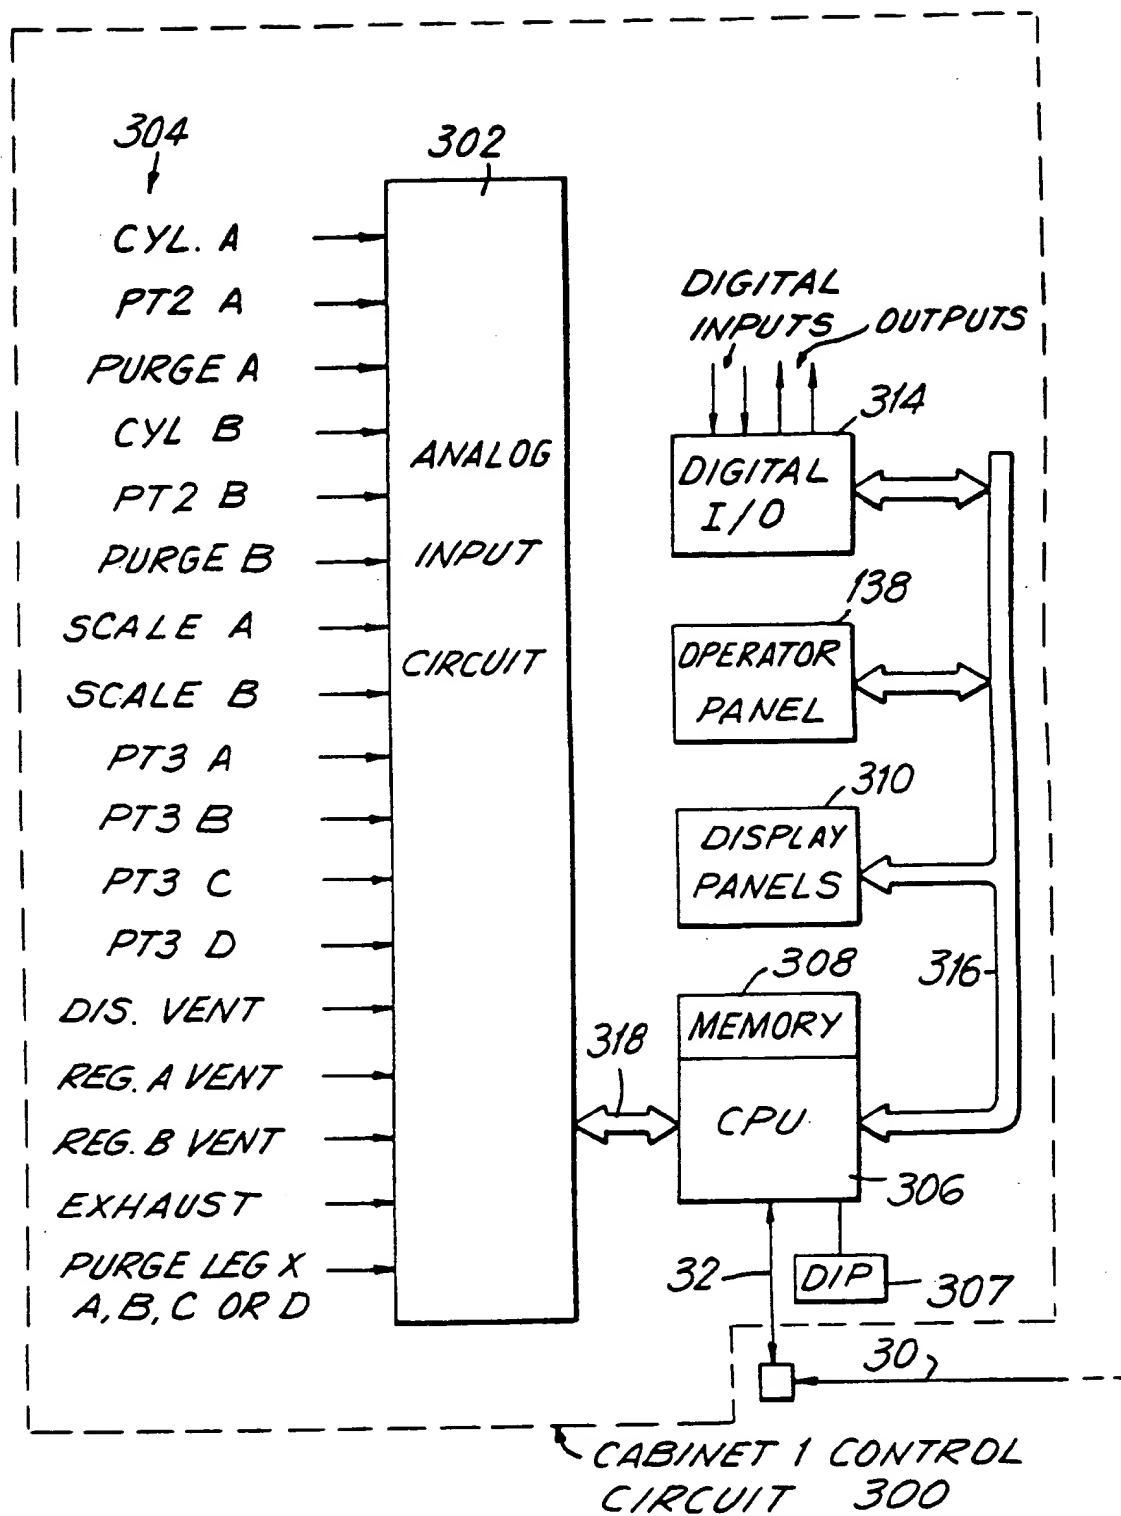 304
302
CYL. A
PT2 A
PURGE A
CYL B
PT2 B
PURGE B
SCALE A
SCALE B
PT3 A
PT3 B
PT3 C
PT3 D
DIS. VENT
REG. A VENT
REG. B VENT
EXHAUST
PURGE LEG X
A, B, C OR D
ANALOG
INPUT
CIRCUIT
DIGITAL
INPUTS
OUTPUTS
314
DIGITAL
I/O
138
OPERATOR
PANEL
310
DISPLAY
PANELS
316
308
MEMORY
318
CPU
306
32
DIP
307
30
CABINET 1 CONTROL
CIRCUIT 300